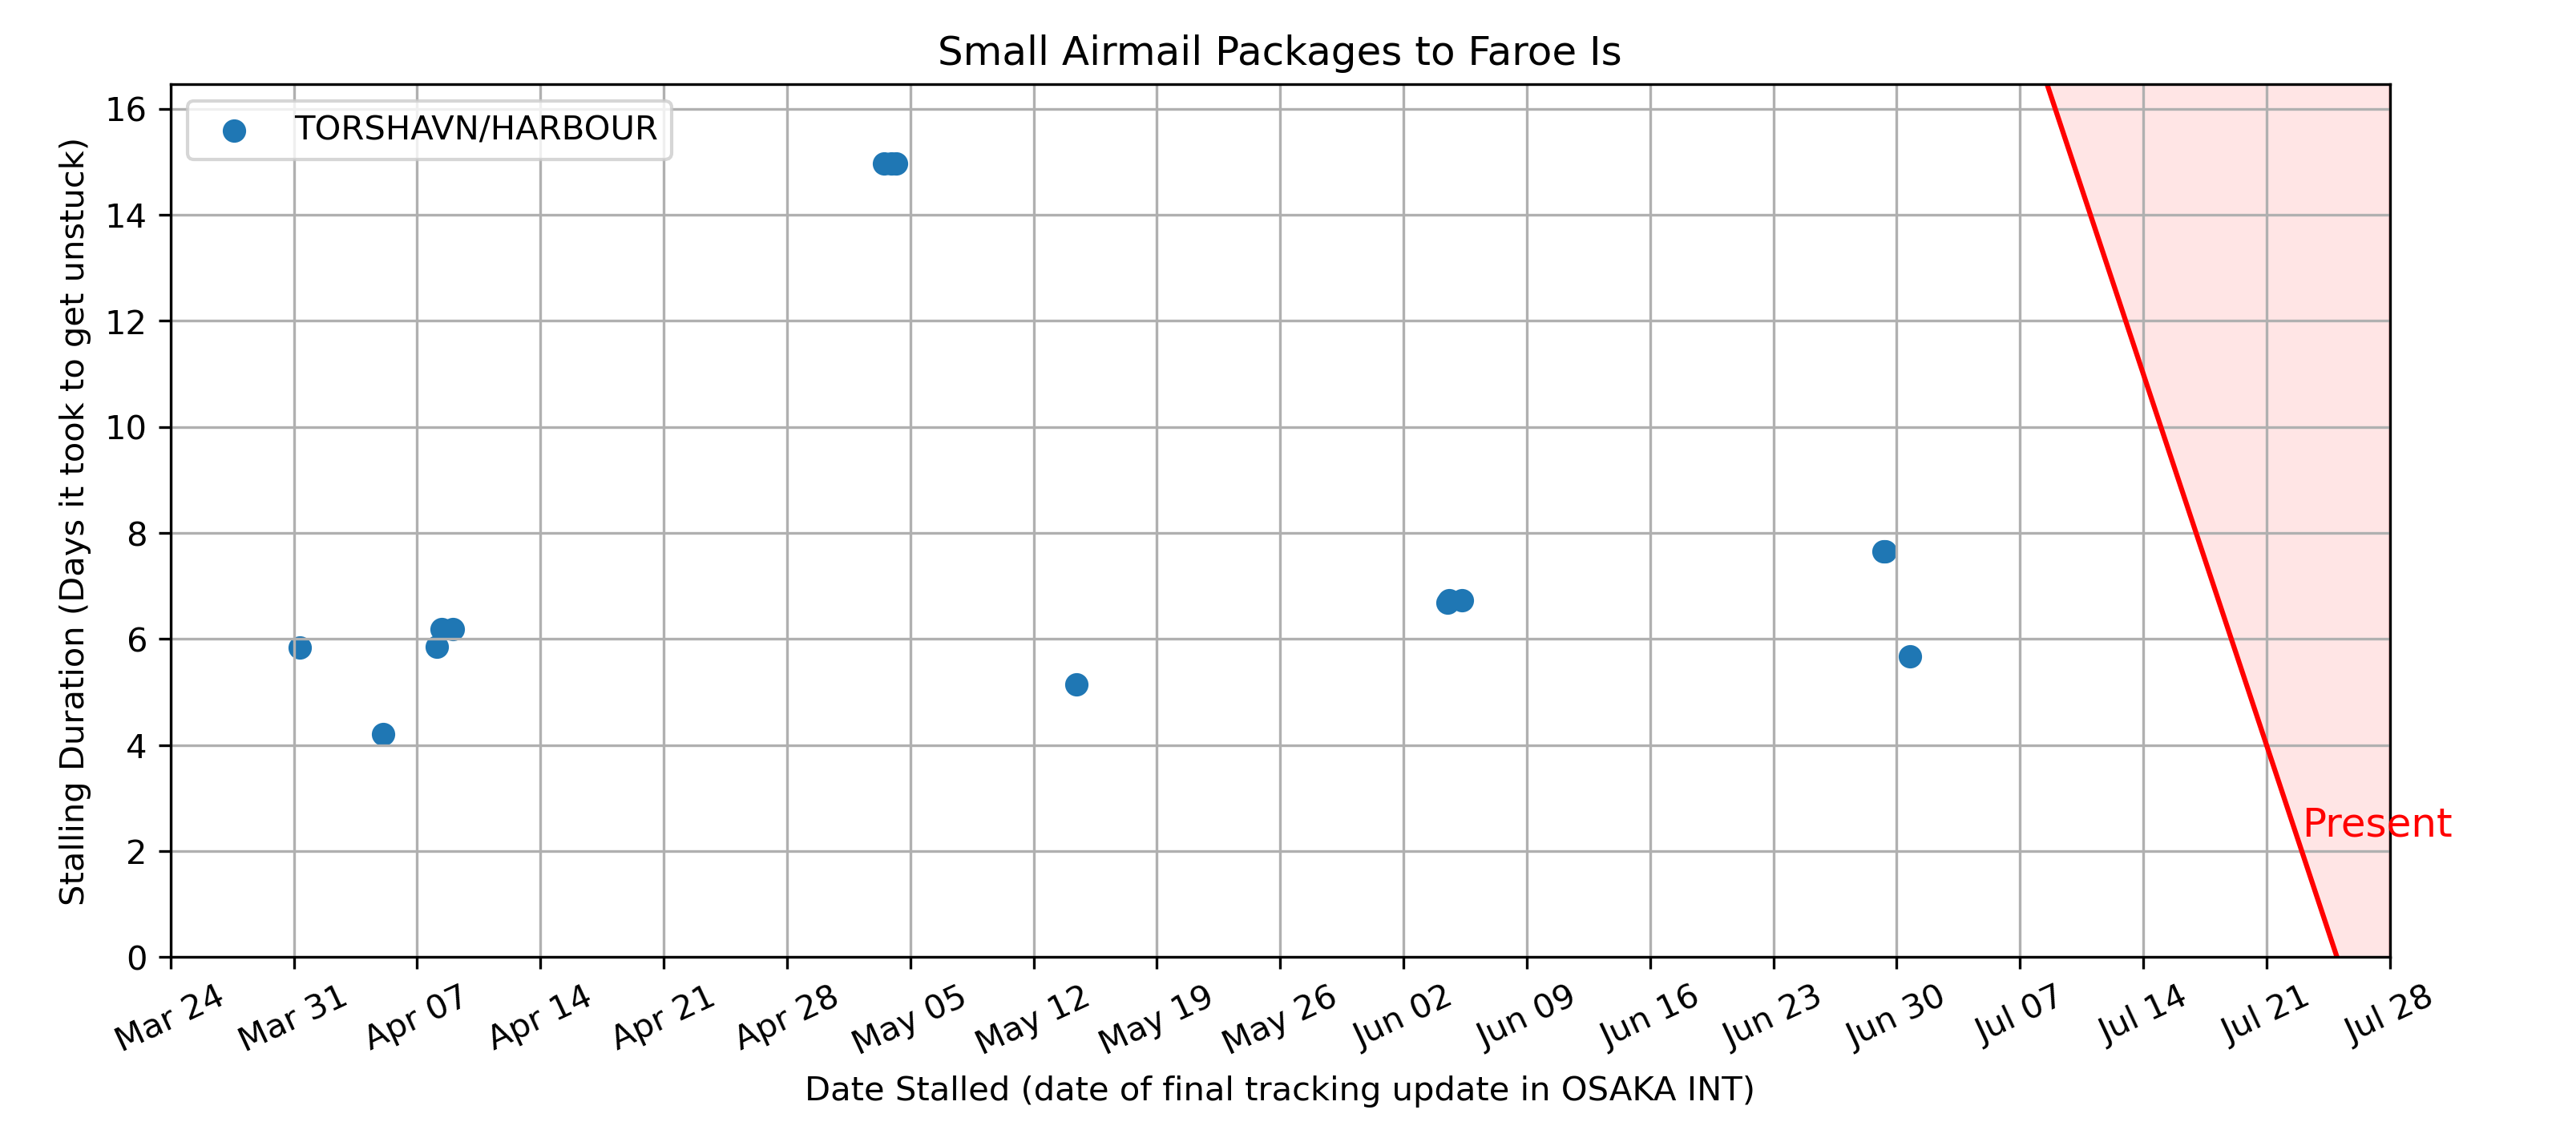 Small Airmail Packages to Faroe Is
TORSHAVN/HARBOUR
Stalling Duration (Days it took to get unstuck)
16
14
12
10
8
6
4
2
0
Present
Mar 24
Mar 31
Apr 07
Apr 14
Apr 21
Apr 28
May 05
May 12
May 19
May 26
Jun 02
Jun 09
Jun 16
Jun 23
Jun 30
Jul 07
Jul 14
Jul 21
Jul 28
Date Stalled (date of final tracking update in OSAKA INT)